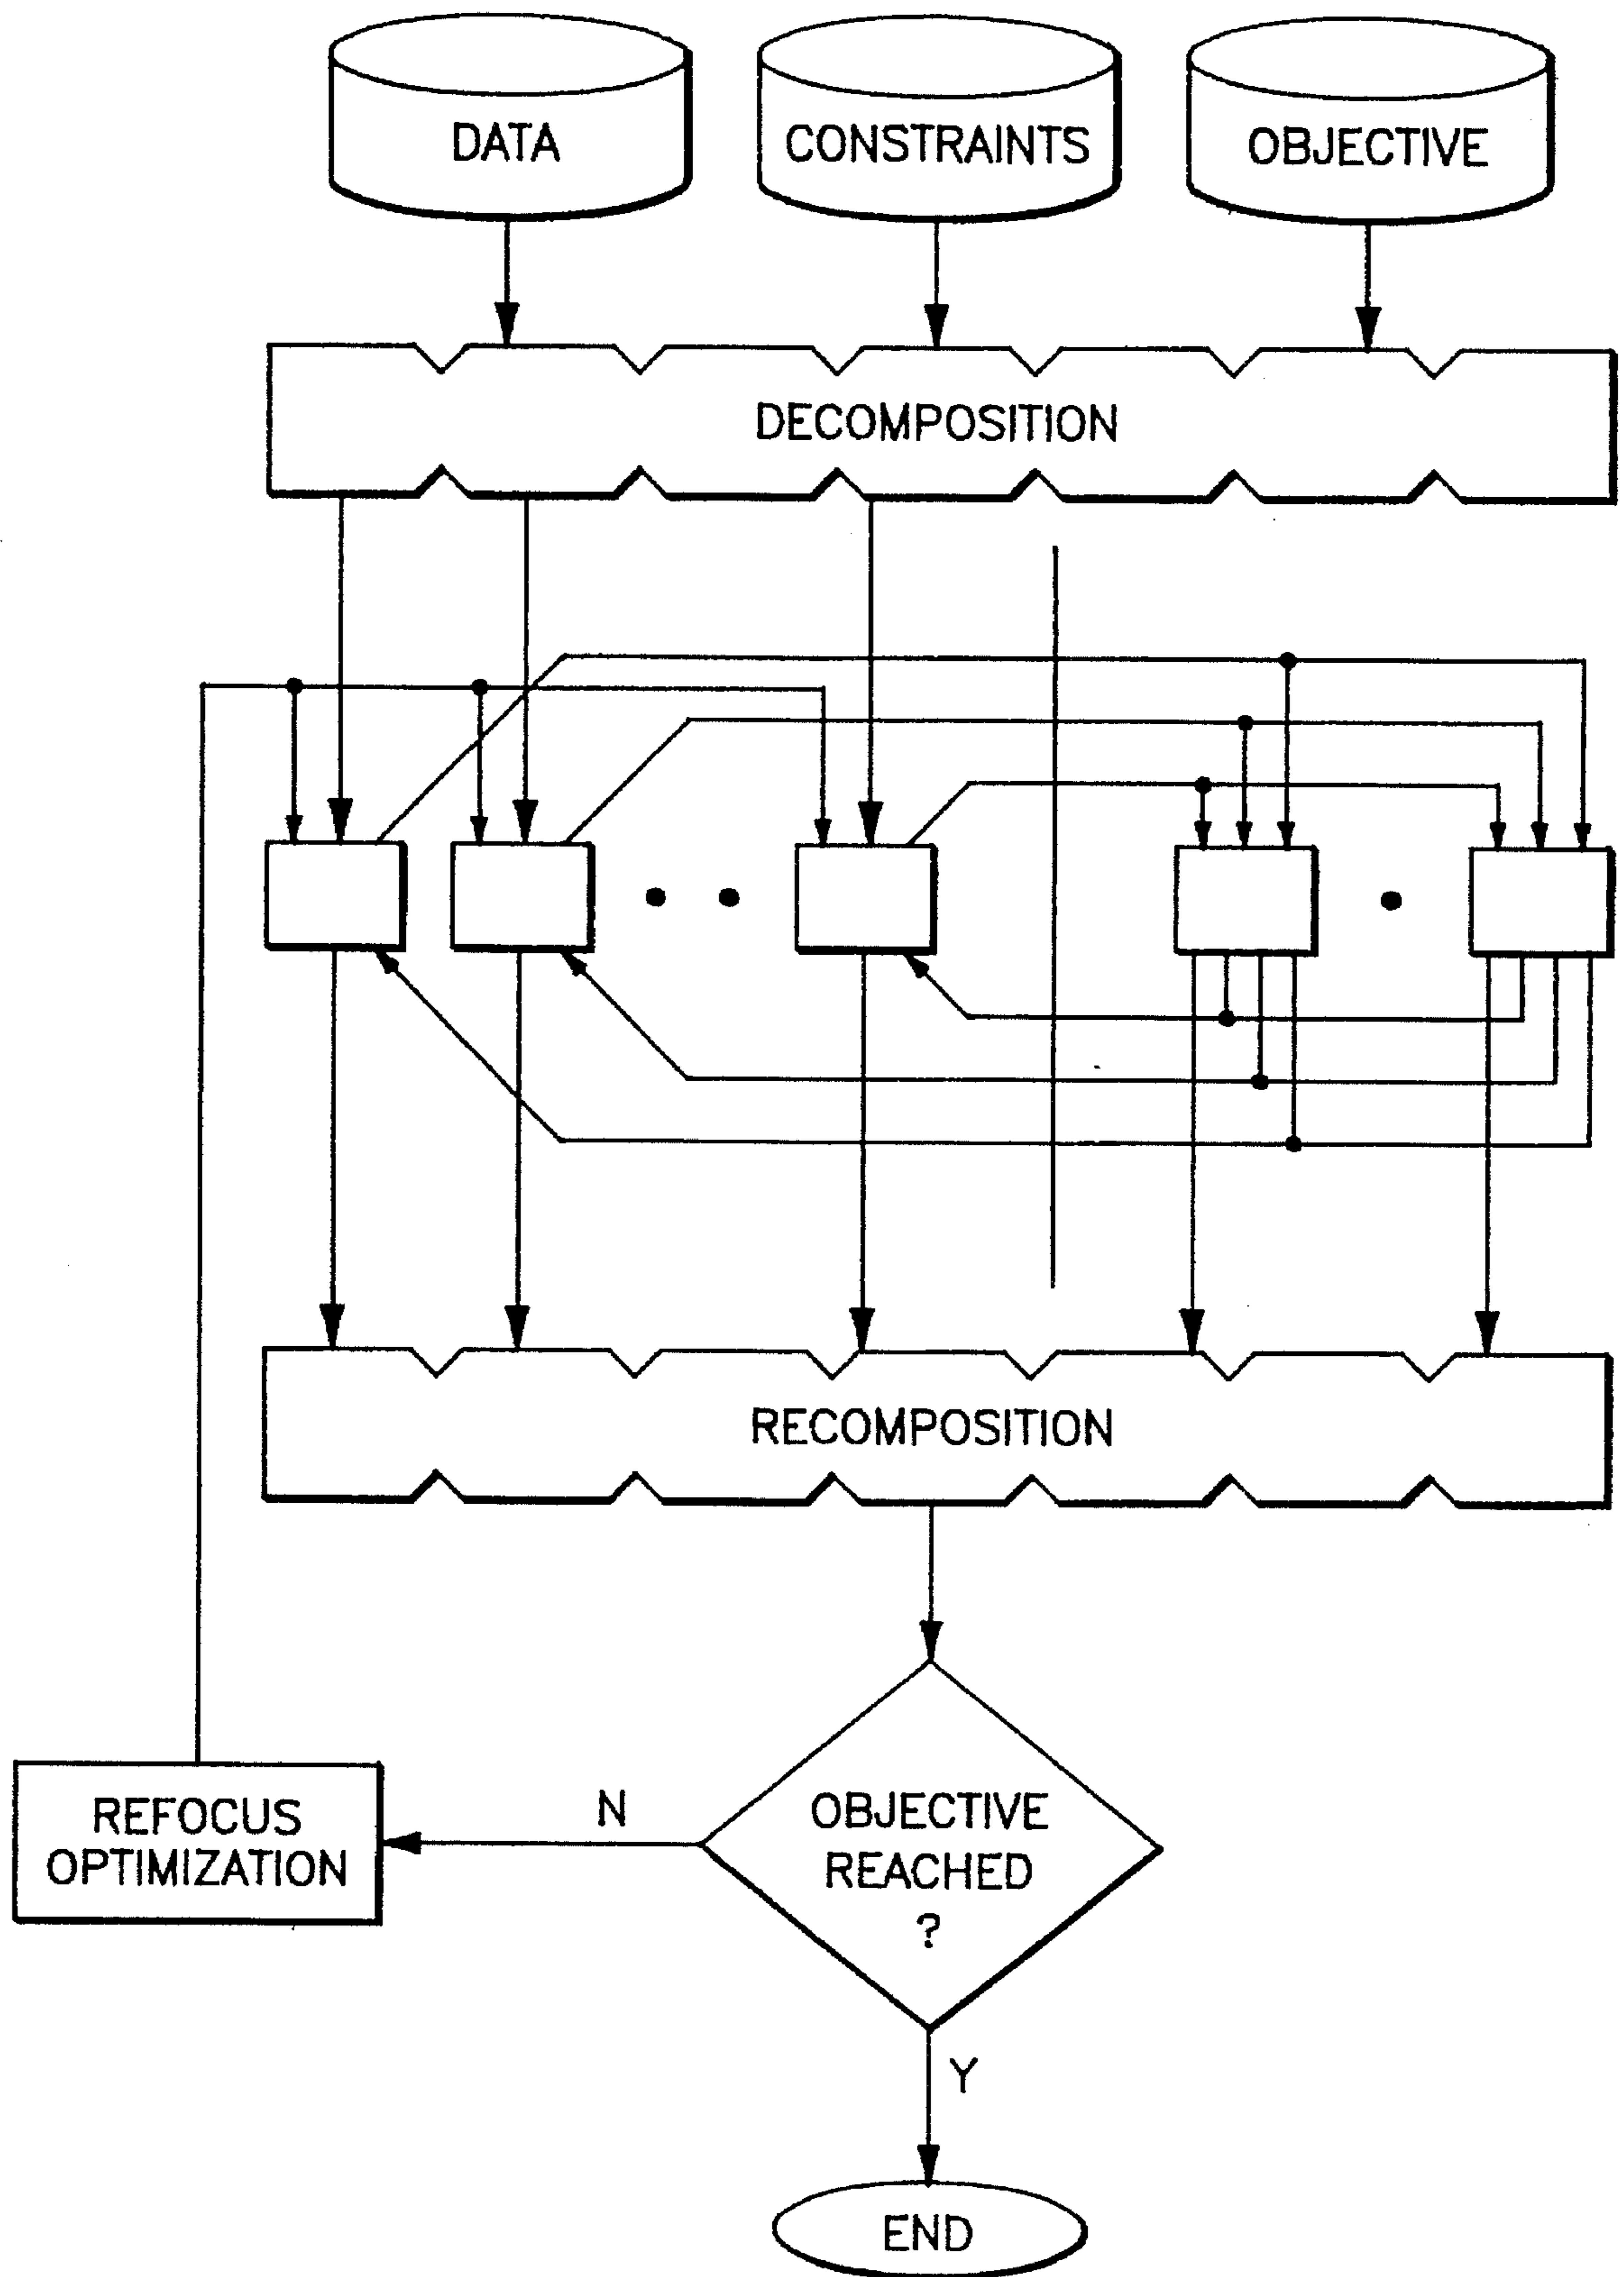 DATA
CONSTRAINTS
OBJECTIVE
DECOMPOSITION
RECOMPOSITION
OBJECTIVE
REACHED
?
N
REFOCUS
OPTIMIZATION
Y
END